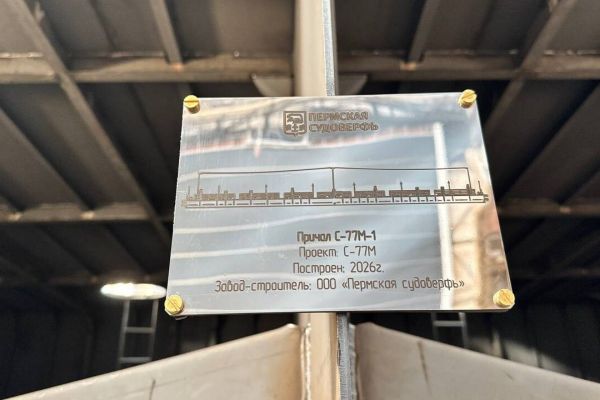 ПЕРМСКАЯ
СУДОВЕРФЬ
Причал С-77М-1
Проект: С-77М
Построен: 2026г.
Завод-строитель: ООО «Пермская судоверфь»